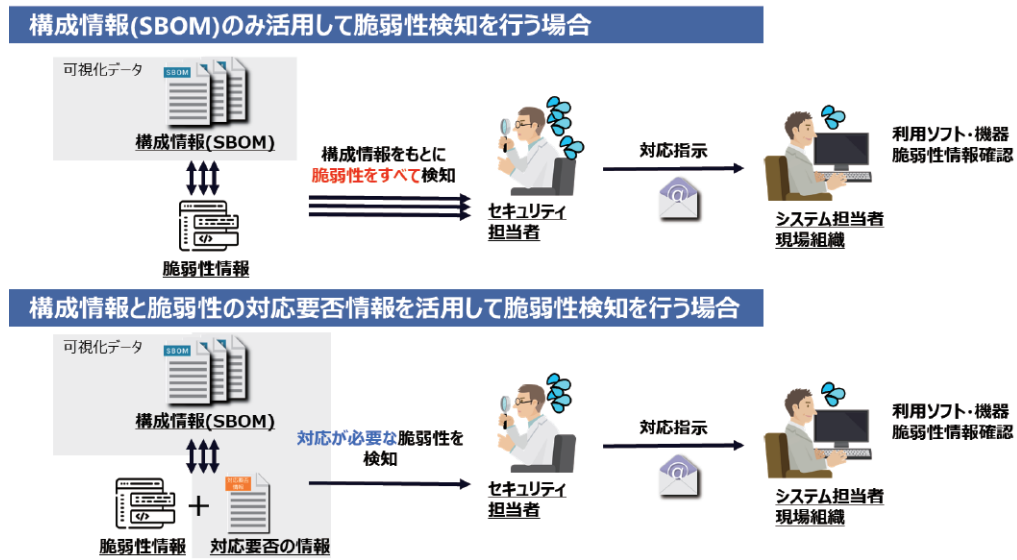 構成情報(SBOM)のみ活用して脆弱性検知を行う場合
可視化データ
SBOM
構成情報(SBOM)
脆弱性情報
構成情報をもとに
脆弱性をすべて検知
セキュリティ
担当者
対応指示
@
システム担当者
現場組織
利用ソフト・機器
脆弱性情報確認
構成情報と脆弱性の対応要否情報を活用して脆弱性検知を行う場合
可視化データ
SBOM
構成情報(SBOM)
脆弱性情報
+
対応要否の情報
対応が必要な脆弱性を
検知
セキュリティ
担当者
対応指示
@
システム担当者
現場組織
利用ソフト・機器
脆弱性情報確認